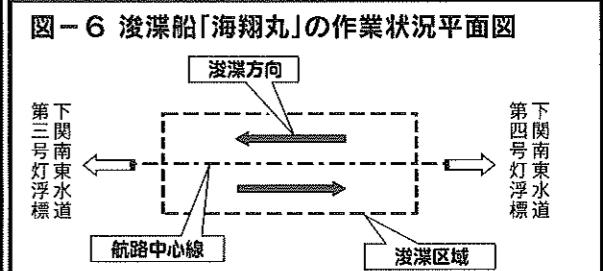 図－6 浚渫船「海翔丸」の作業状況平面図
浚渫方向
下関南東水道
第三号灯浮標
下関南東水道
第四号灯浮標
航路中心線
浚渫区域